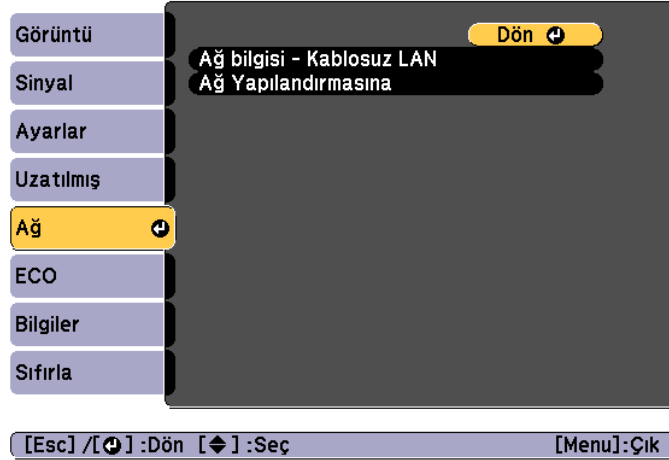 Görüntü
Sinyal
Ayarlar
Uzatılmış
Ağ
ECO
Bilgiler
Sıfırla
Dön
Ağ bilgisi - Kablosuz LAN
Ağ Yapılandırmasına
[Esc] /[ ] :Dön [ ] :Seç [Menu]:Çık